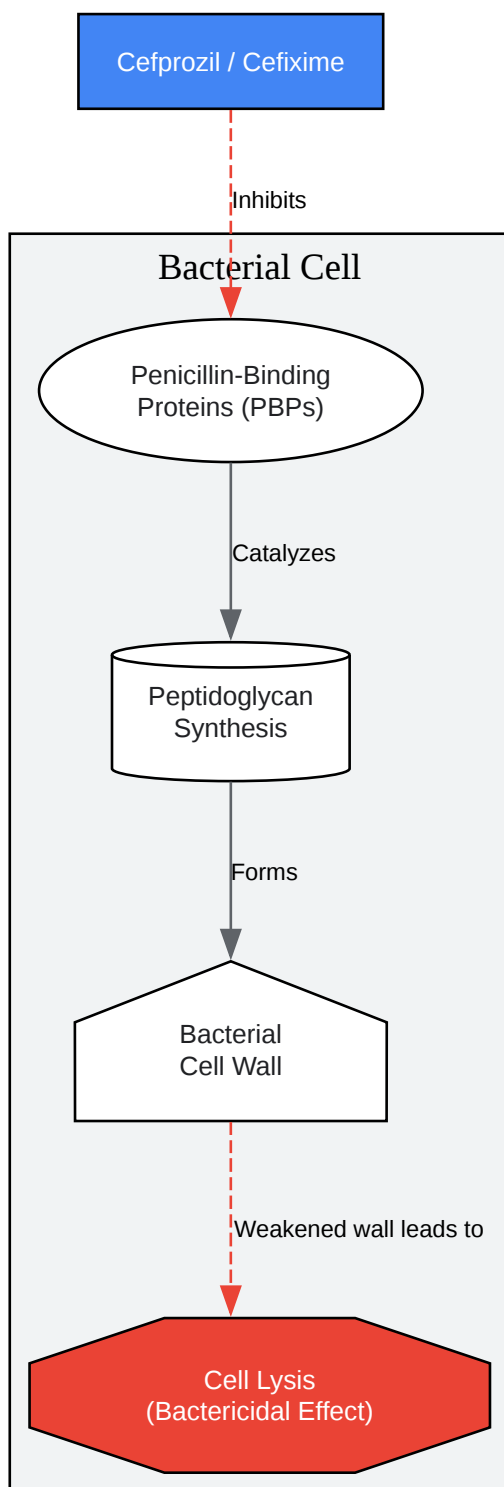 Cefprozil / Cefixime
Inhibits
Bacterial Cell
Penicillin-Binding
Proteins (PBPs)
Catalyzes
Peptidoglycan
Synthesis
Forms
Bacterial
Cell Wall
Weakened wall leads to
Cell Lysis
(Bactericidal Effect)